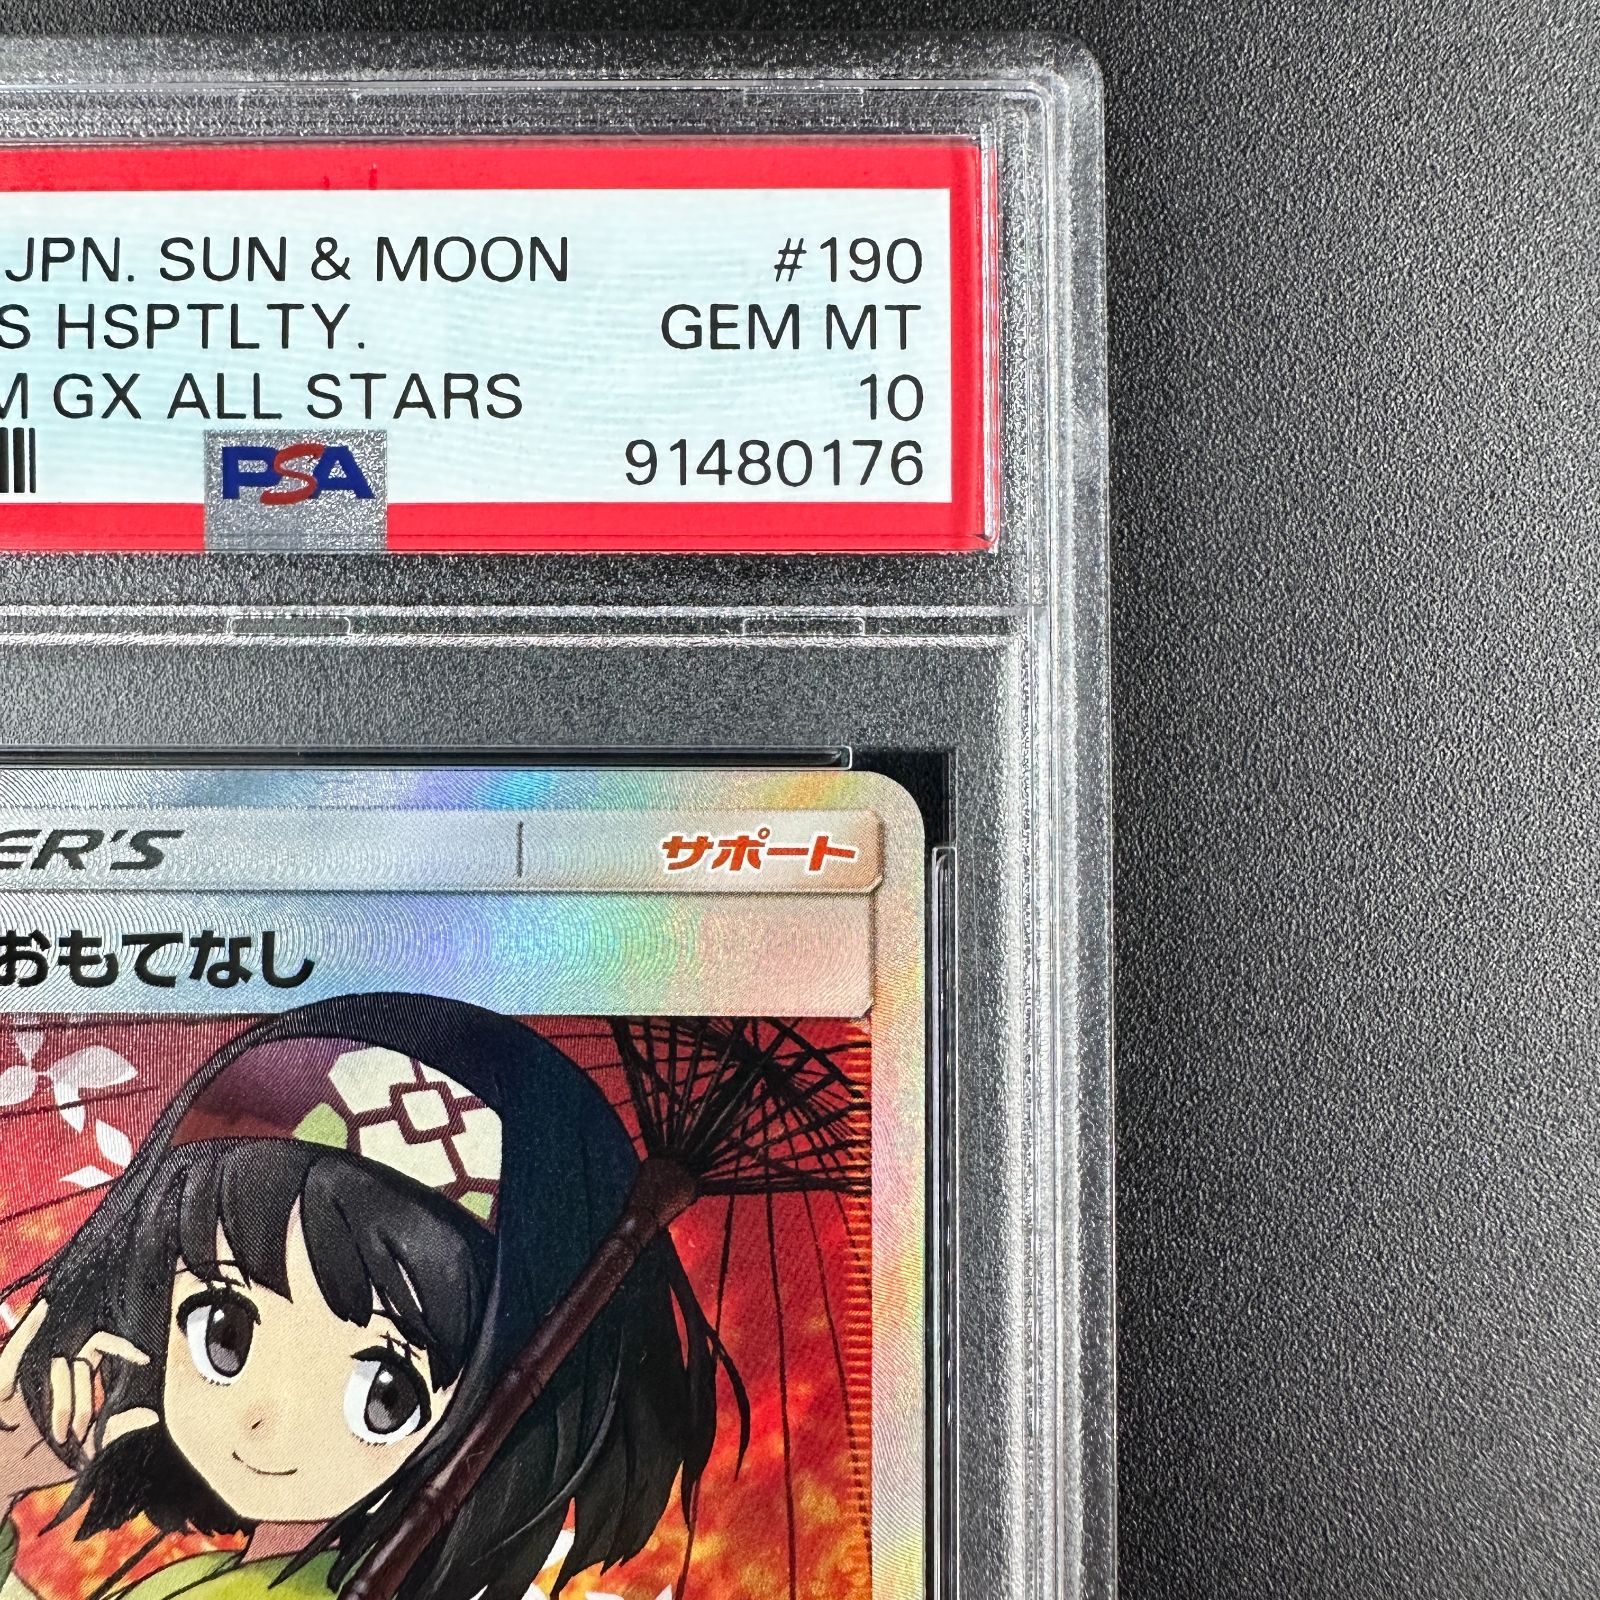 JPN. SUN & MOON #190
S HSPTLTY. GEM MT
M GX ALL STARS 10
PSA 91480176
ER'S サポート
おもてなし